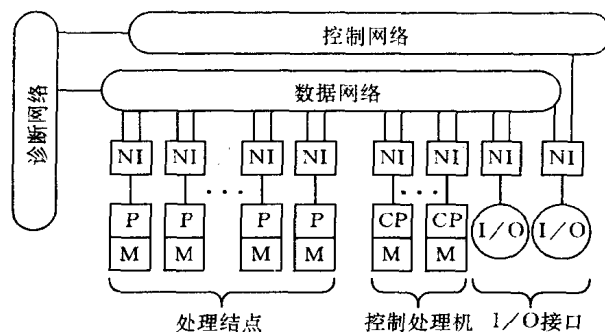 控制网络
数据网络
诊断网络
NI NI NI NI NI NI NI NI
P P ··· P P CP ··· CP I/O I/O
M M M M M M
处理结点 控制处理机 I/O接口